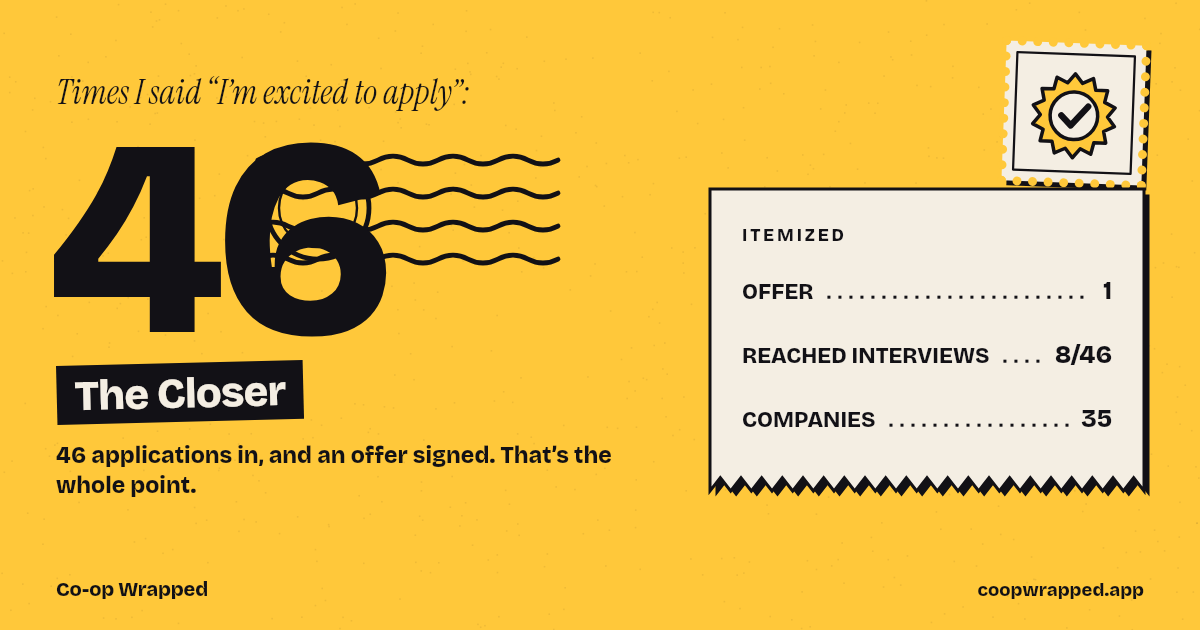 Times I said “I’m excited to apply”:
46
The Closer
46 applications in, and an offer signed. That’s the
whole point.
ITEMIZED
OFFER ........................ 1
REACHED INTERVIEWS .... 8/46
COMPANIES ................. 35
Co-op Wrapped
coopwrapped.app